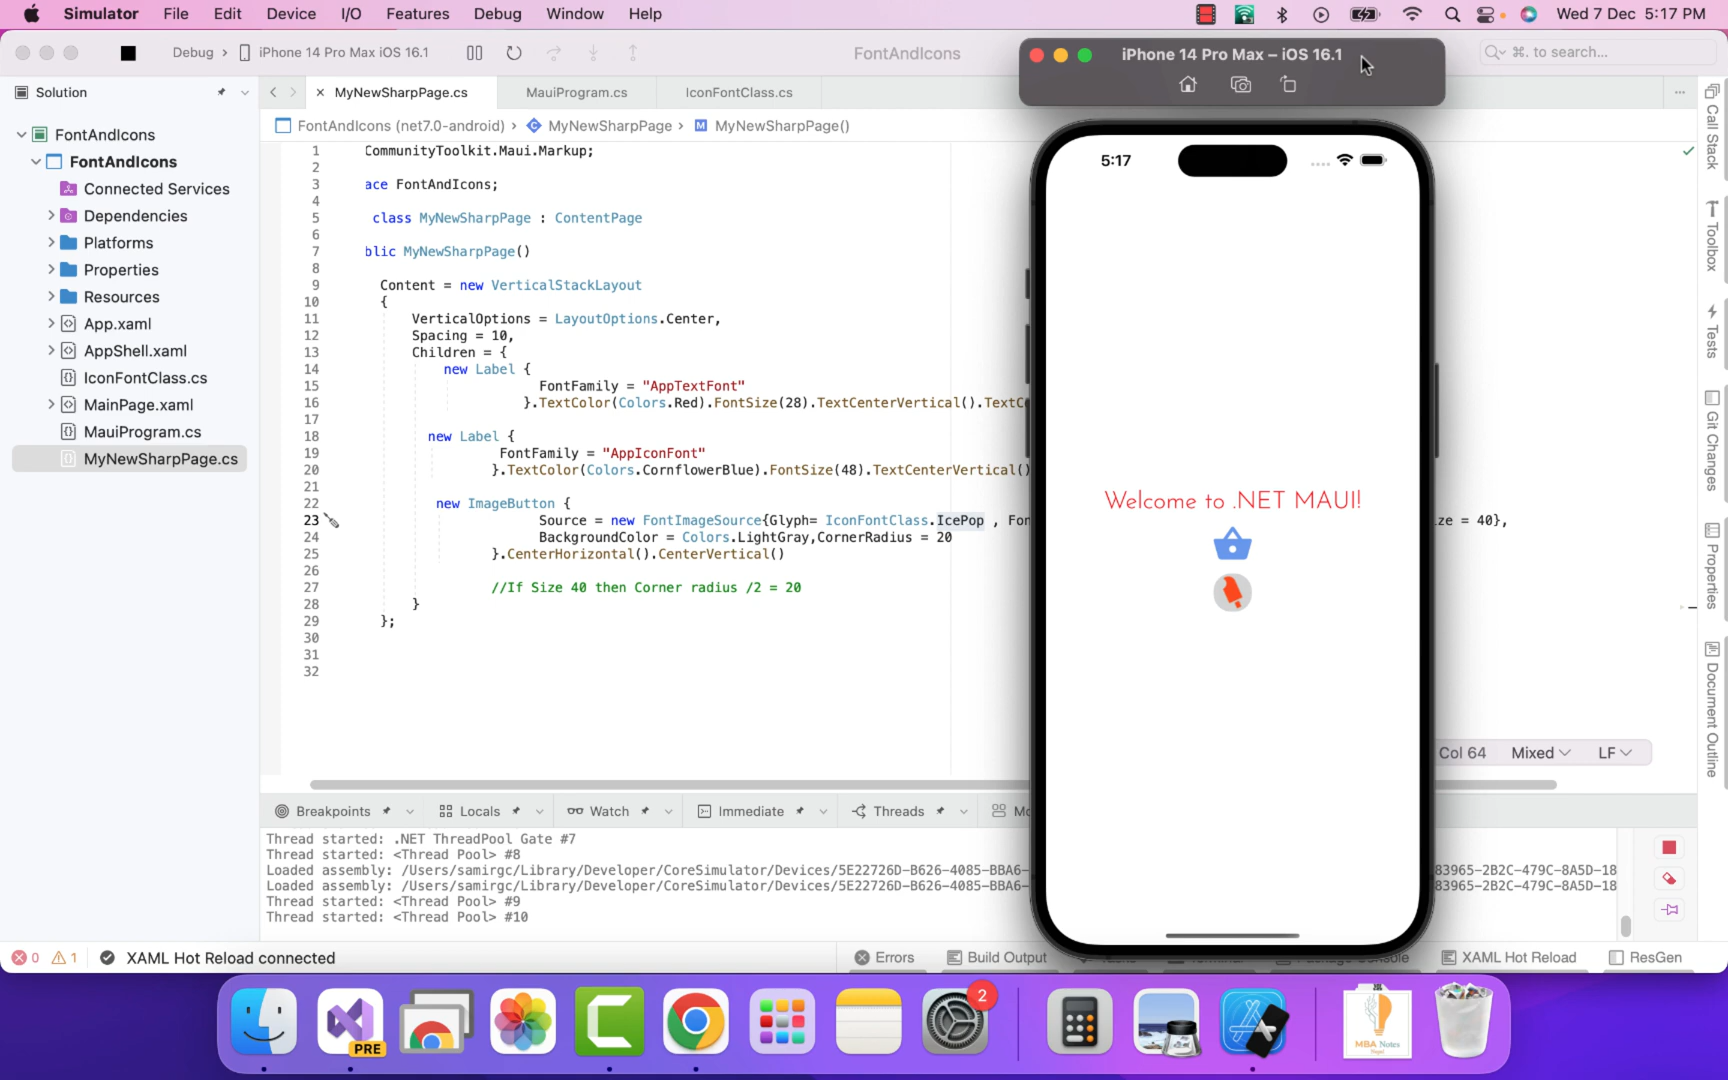 Simulator File Edit Device I/O Features Debug Window Help Wed 7 Dec 5:17 PM
Debug iPhone 14 Pro Max iOS 16.1 FontAndIcons iPhone 14 Pro Max – iOS 16.1 ⌘. to search...
Solution MyNewSharpPage.cs MauiProgram.cs IconFontClass.cs
FontAndIcons (net7.0-android) › MyNewSharpPage › M MyNewSharpPage()
FontAndIcons
FontAndIcons
Connected Services
Dependencies
Platforms
Properties
Resources
App.xaml
AppShell.xaml
IconFontClass.cs
MainPage.xaml
MauiProgram.cs
MyNewSharpPage.cs
1 CommunityToolkit.Maui.Markup;
2
3 ace FontAndIcons;
4
5 class MyNewSharpPage : ContentPage
6
7 blic MyNewSharpPage()
8
9 Content = new VerticalStackLayout
10 {
11 VerticalOptions = LayoutOptions.Center,
12 Spacing = 10,
13 Children = {
14 new Label {
15 FontFamily = "AppTextFont"
16 }.TextColor(Colors.Red).FontSize(28).TextCenterVertical().TextC
17
18 new Label {
19 FontFamily = "AppIconFont"
20 }.TextColor(Colors.CornflowerBlue).FontSize(48).TextCenterVertical()
21
22 new ImageButton {
23 Source = new FontImageSource{Glyph= IconFontClass.IcePop , Fon ze = 40},
24 BackgroundColor = Colors.LightGray,CornerRadius = 20
25 }.CenterHorizontal().CenterVertical()
26
27 //If Size 40 then Corner radius /2 = 20
28 }
29 };
30
31
32
5:17
Welcome to .NET MAUI!
Call Stack
Toolbox
Tests
Git Changes
Properties
Document Outline
Col 64 Mixed LF
Breakpoints Locals Watch Immediate Threads Mo
Thread started: .NET ThreadPool Gate #7
Thread started: <Thread Pool> #8
Loaded assembly: /Users/samirgc/Library/Developer/CoreSimulator/Devices/5E22726D-B626-4085-BBA6- 83965-2B2C-479C-8A5D-18
Loaded assembly: /Users/samirgc/Library/Developer/CoreSimulator/Devices/5E22726D-B626-4085-BBA6- 83965-2B2C-479C-8A5D-18
Thread started: <Thread Pool> #9
Thread started: <Thread Pool> #10
0 1 XAML Hot Reload connected Errors Build Output Console XAML Hot Reload ResGen
PRE
2
MBA Notes
Nepal